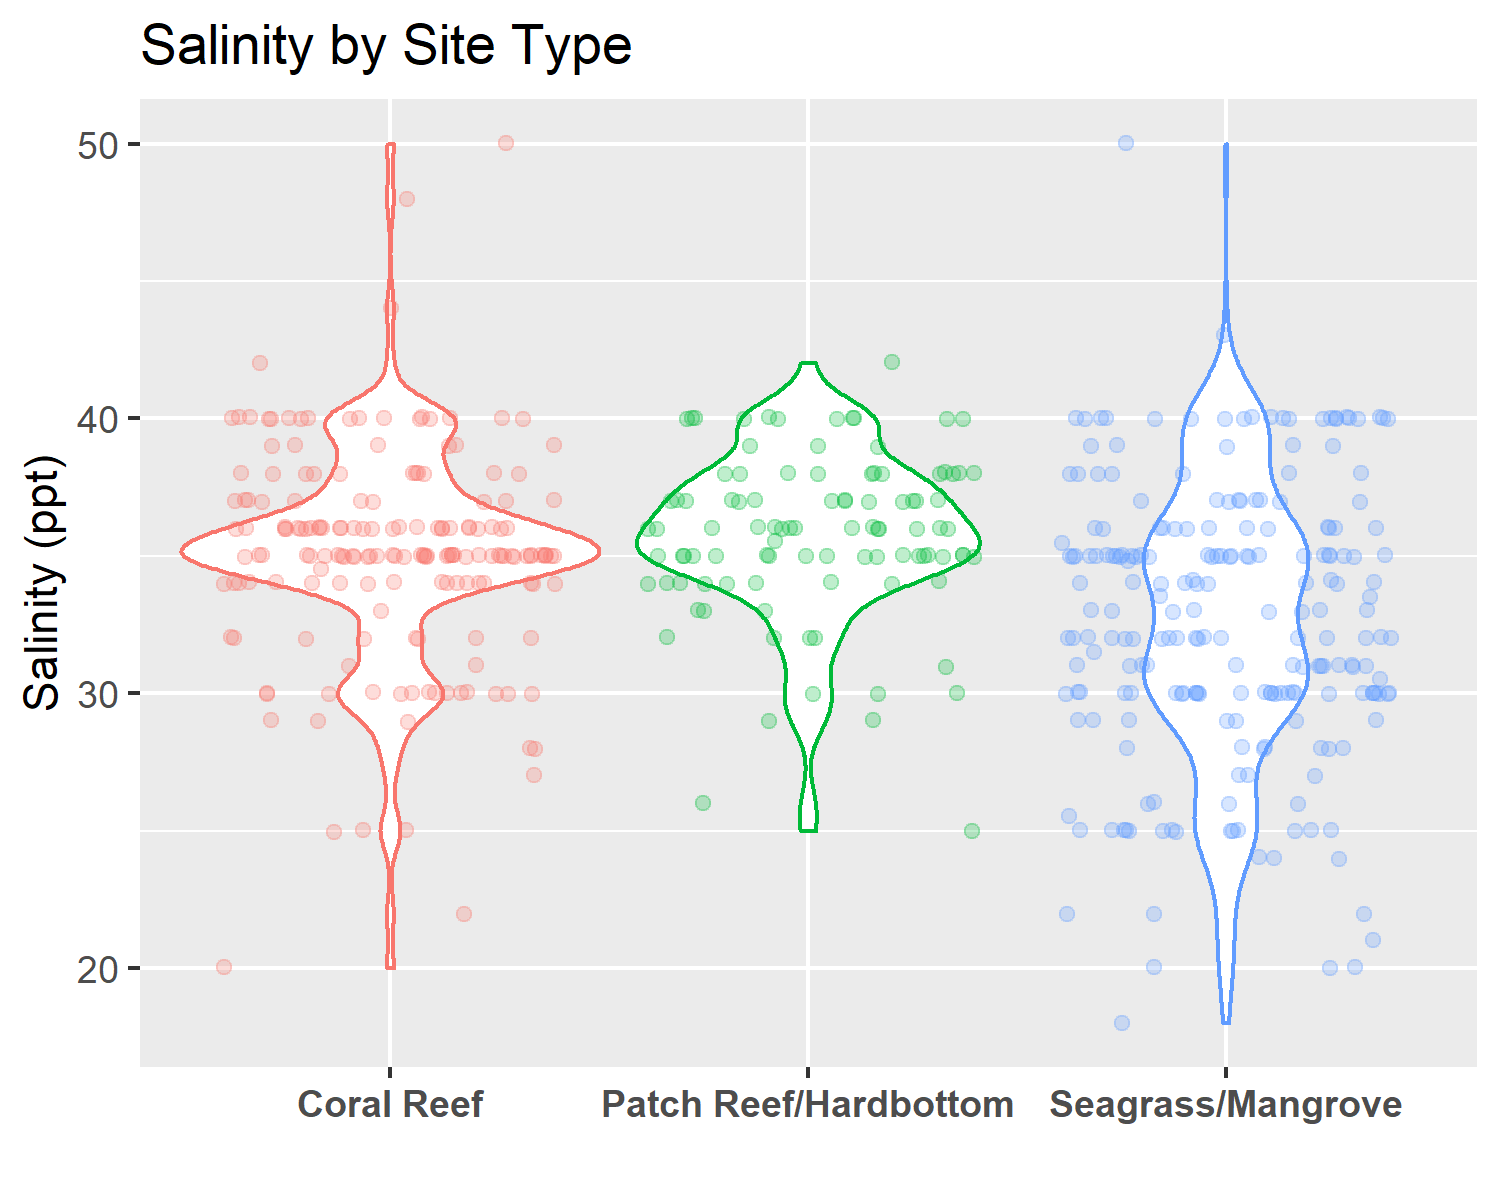 Salinity by Site Type
Salinity (ppt)
50
40
30
20
Coral Reef
Patch Reef/Hardbottom
Seagrass/Mangrove